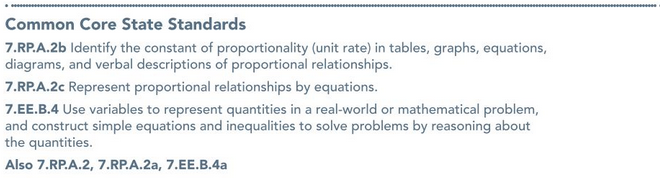 Common Core State Standards
7.RP.A.2b Identify the constant of proportionality (unit rate) in tables, graphs, equations,
diagrams, and verbal descriptions of proportional relationships.
7.RP.A.2c Represent proportional relationships by equations.
7.EE.B.4 Use variables to represent quantities in a real-world or mathematical problem,
and construct simple equations and inequalities to solve problems by reasoning about
the quantities.
Also 7.RP.A.2, 7.RP.A.2a, 7.EE.B.4a